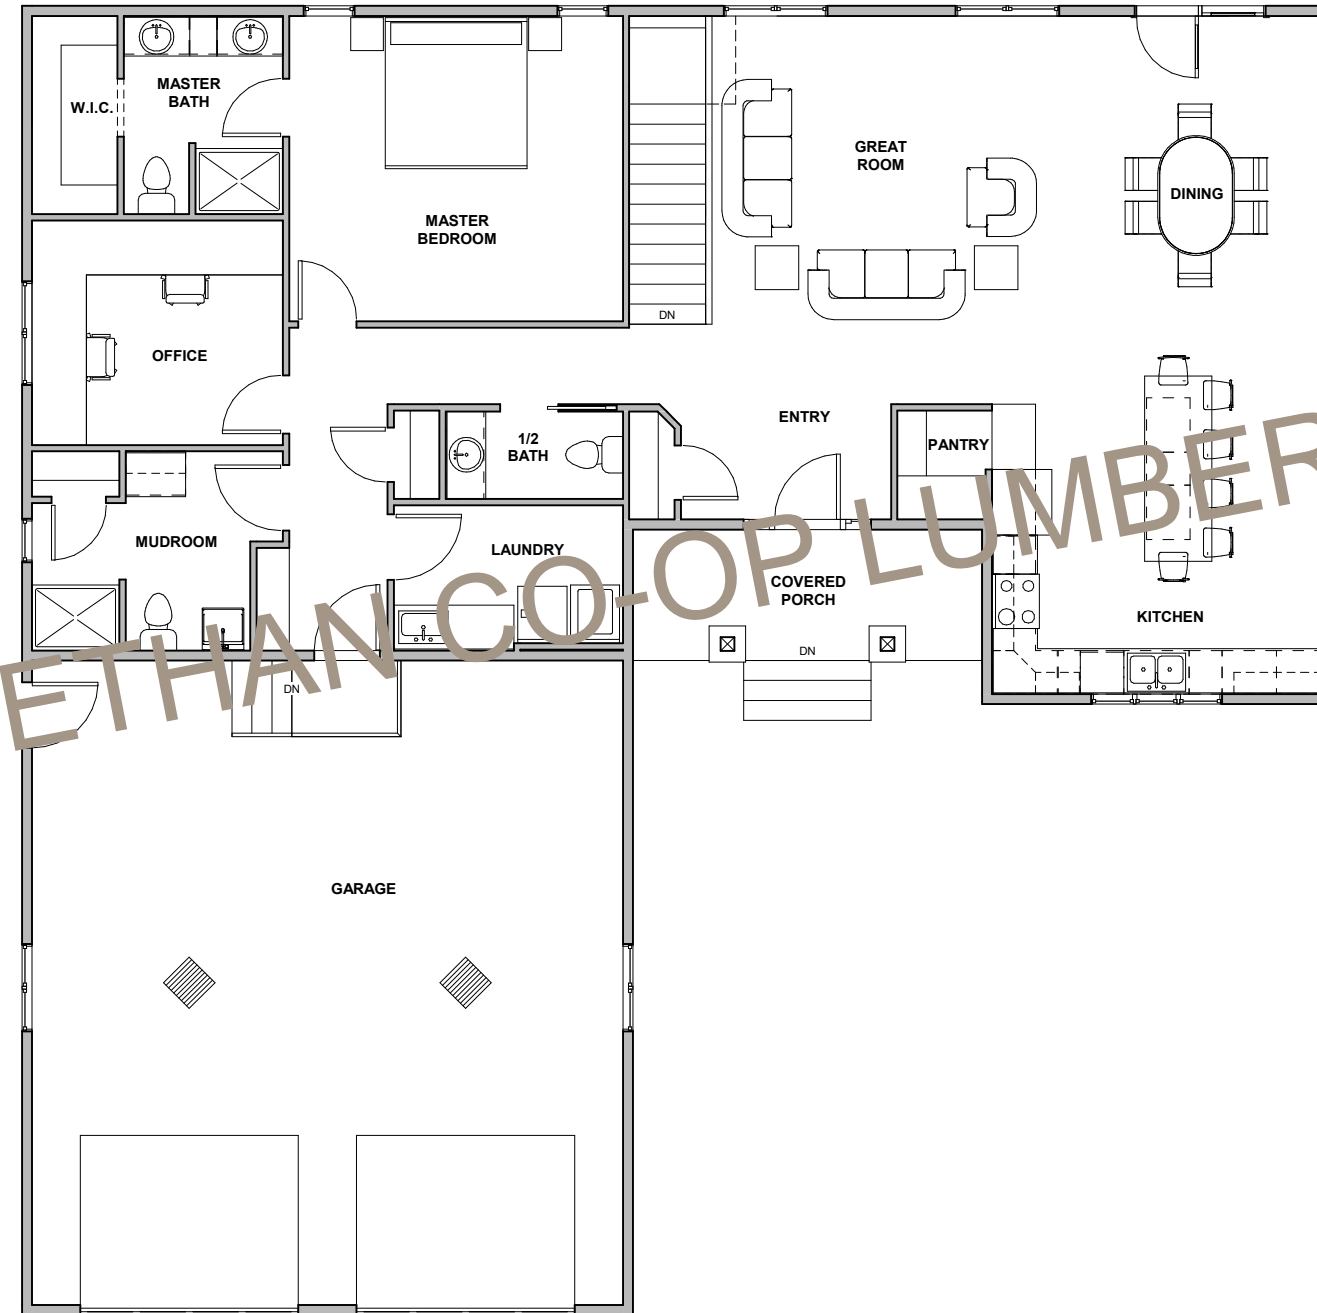 MASTER
BATH
W.I.C.
MASTER
BEDROOM
GREAT
ROOM
DINING
DN
OFFICE
1/2
BATH
ENTRY
PANTRY
MUDROOM
LAUNDRY
COVERED
PORCH
KITCHEN
DN
DN
ETHAN CO-OP LUMBER
GARAGE